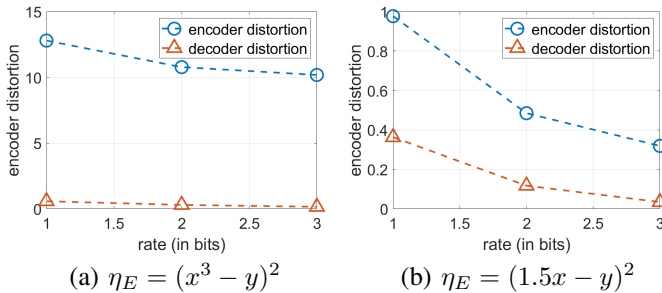 15
10
5
0
encoder distortion
encoder distortion
decoder distortion
1 1.5 2 2.5 3
rate (in bits)
(a) η_E = (x³ − y)²
1
0.8
0.6
0.4
0.2
0
encoder distortion
encoder distortion
decoder distortion
1 1.5 2 2.5 3
rate (in bits)
(b) η_E = (1.5x − y)²